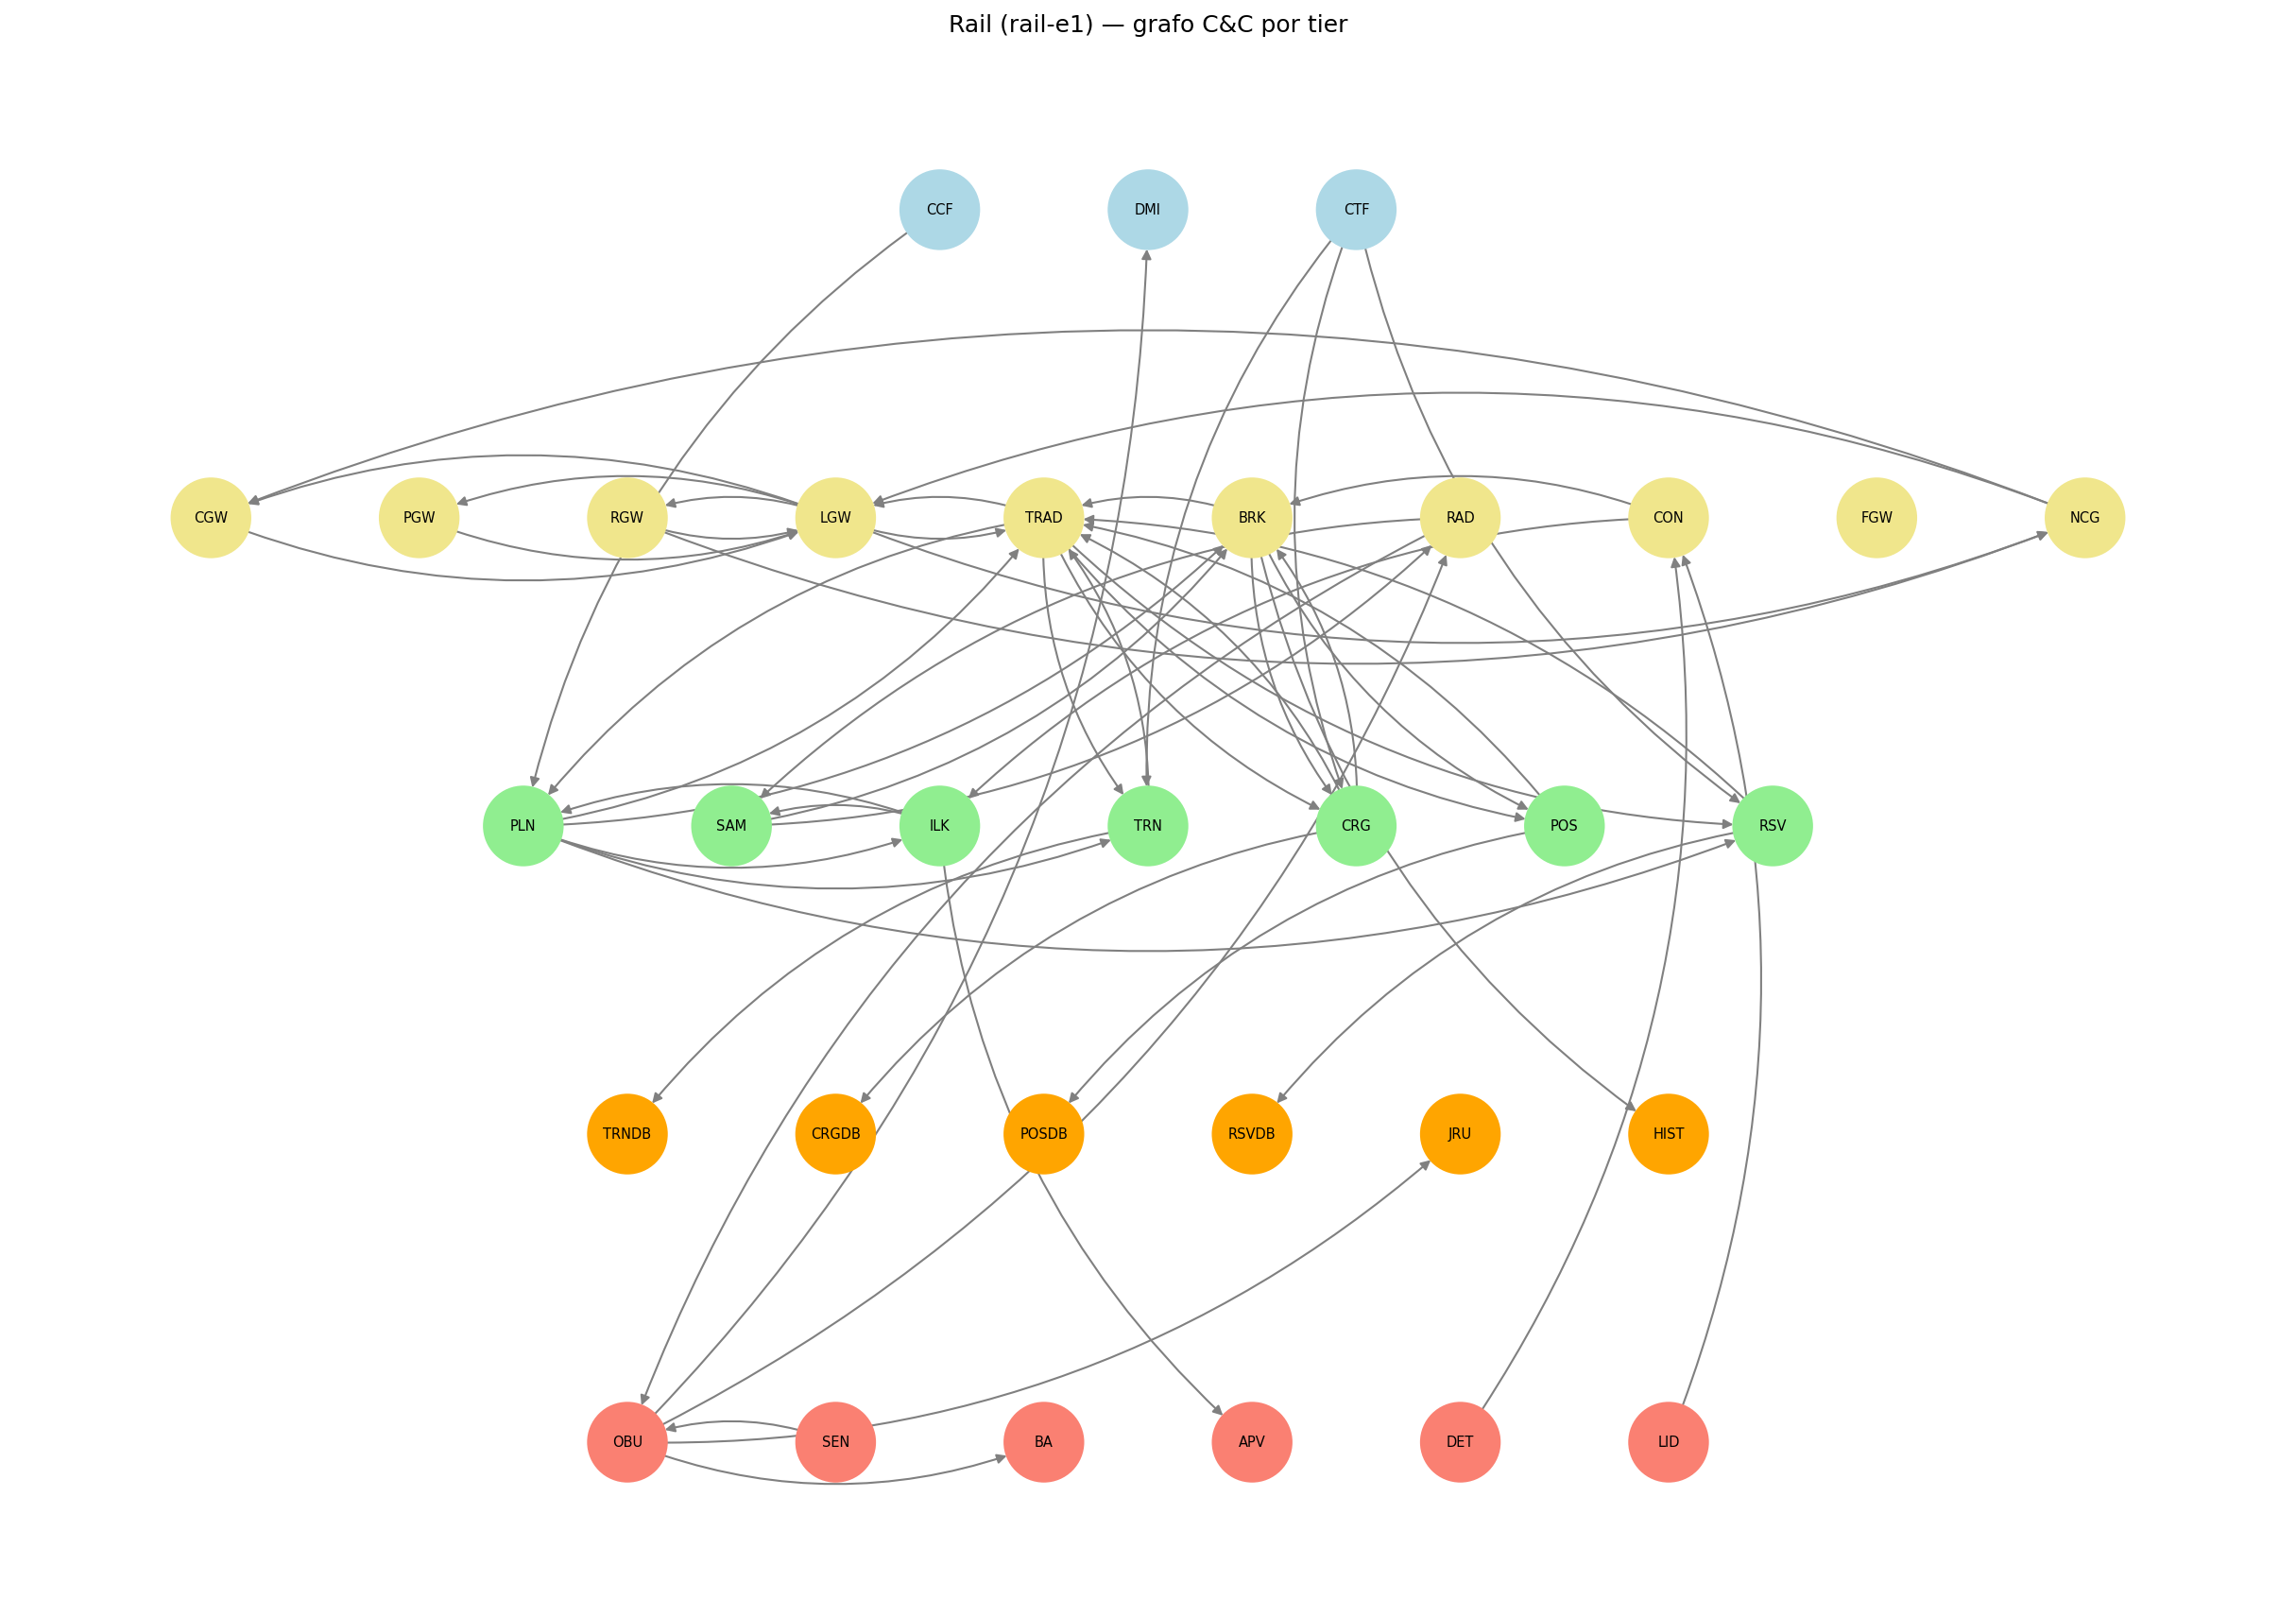 Rail (rail-e1) — grafo C&C por tier
CCF DMI CTF
CGW PGW RGW LGW TRAD BRK RAD CON FGW NCG
PLN SAM ILK TRN CRG POS RSV
TRNDB CRGDB POSDB RSVDB JRU HIST
OBU SEN BA APV DET LID